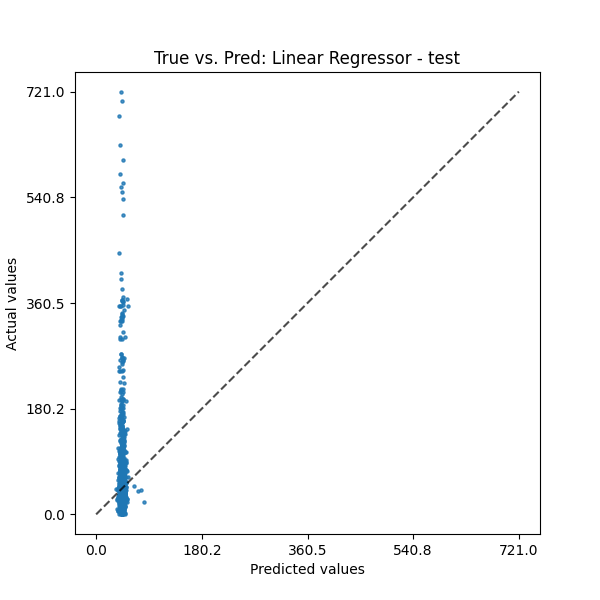 True vs. Pred: Linear Regressor - test
Actual values
721.0
540.8
360.5
180.2
0.0
0.0 180.2 360.5 540.8 721.0
Predicted values